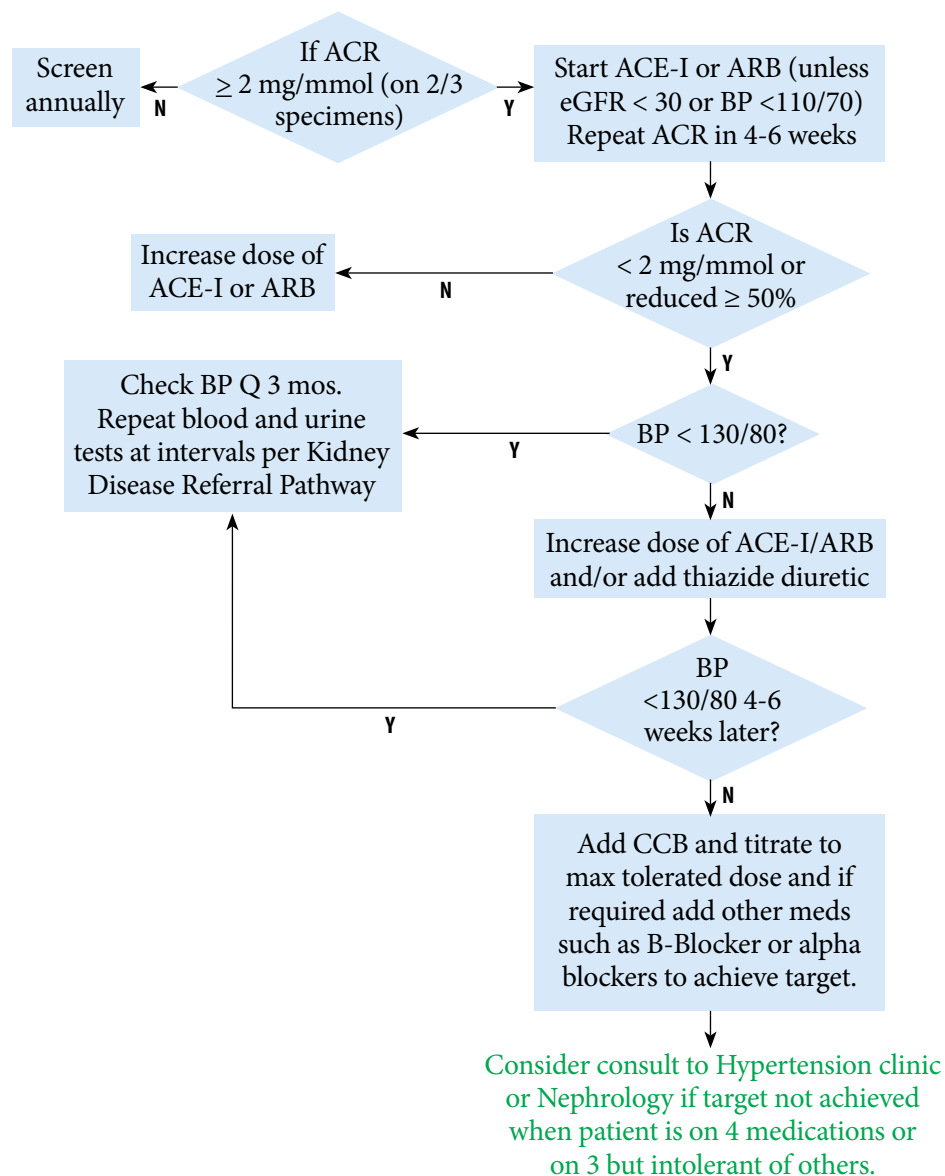 Screen
annually
N
If ACR
≥ 2 mg/mmol (on 2/3
specimens)
Y
Start ACE-I or ARB (unless
eGFR < 30 or BP <110/70)
Repeat ACR in 4-6 weeks
Increase dose of
ACE-I or ARB
N
Is ACR
< 2 mg/mmol or
reduced ≥ 50%
Y
Check BP Q 3 mos.
Repeat blood and urine
tests at intervals per Kidney
Disease Referral Pathway
Y
BP < 130/80?
N
Increase dose of ACE-I/ARB
and/or add thiazide diuretic
BP
<130/80 4-6
weeks later?
Y
N
Add CCB and titrate to
max tolerated dose and if
required add other meds
such as B-Blocker or alpha
blockers to achieve target.
Consider consult to Hypertension clinic
or Nephrology if target not achieved
when patient is on 4 medications or
on 3 but intolerant of others.